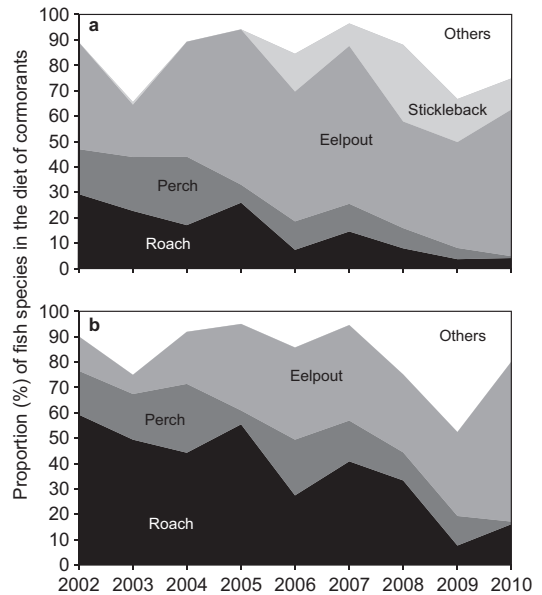 Proportion (%) of fish species in the diet of cormorants
100
90
80
70
60
50
40
30
20
10
0
a
Others
Stickleback
Eelpout
Perch
Roach
100
90
80
70
60
50
40
30
20
10
0
b
Others
Eelpout
Perch
Roach
2002 2003 2004 2005 2006 2007 2008 2009 2010